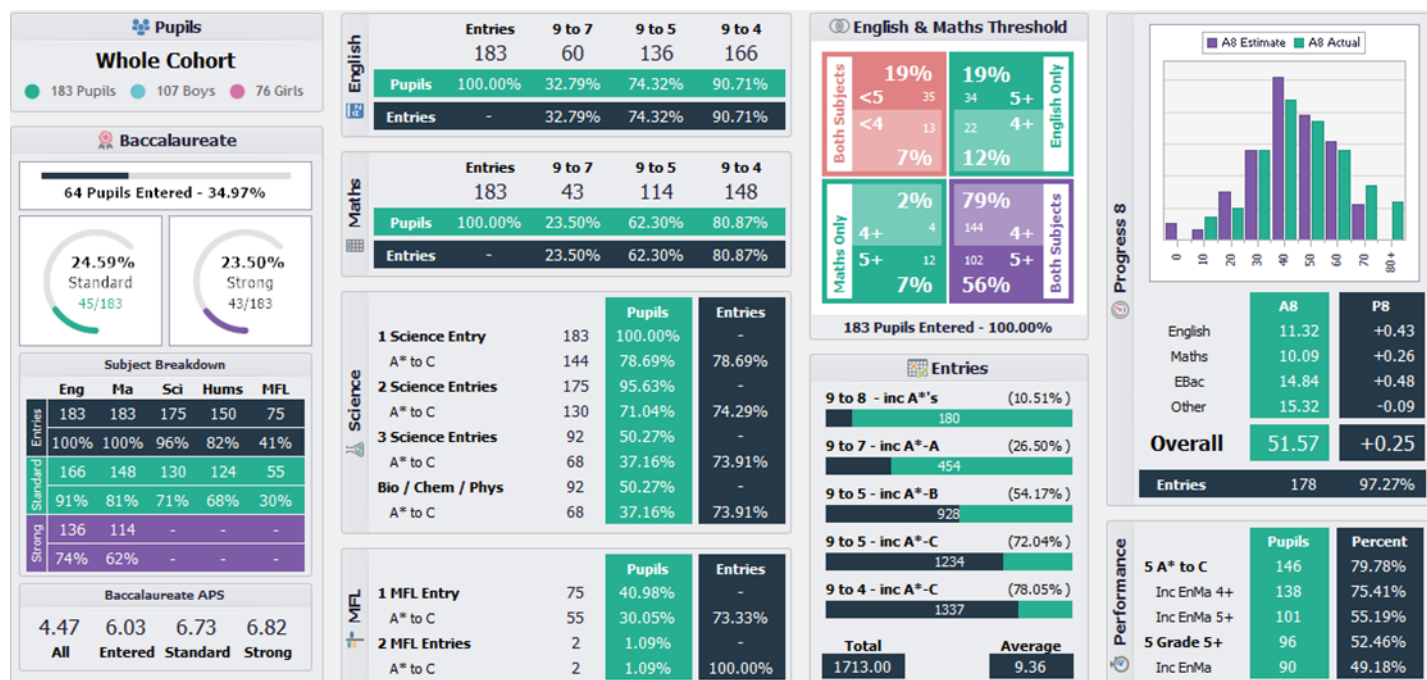 Pupils
Whole Cohort
183 Pupils 107 Boys 76 Girls
Baccalaureate
64 Pupils Entered - 34.97%
24.59%
Standard
45/183
23.50%
Strong
43/183
Subject Breakdown
Eng Ma Sci Hums MFL
Entries
183 183 175 150 75
100% 100% 96% 82% 41%
Standard
166 148 130 124 55
91% 81% 71% 68% 30%
Strong
136 114 - - -
74% 62% - - -
Baccalaureate APS
4.47 6.03 6.73 6.82
All Entered Standard Strong
English
Entries 9 to 7 9 to 5 9 to 4
183 60 136 166
Pupils 100.00% 32.79% 74.32% 90.71%
Entries - 32.79% 74.32% 90.71%
Maths
Entries 9 to 7 9 to 5 9 to 4
183 43 114 148
Pupils 100.00% 23.50% 62.30% 80.87%
Entries - 23.50% 62.30% 80.87%
Science
Pupils Entries
1 Science Entry 183 100.00% -
A* to C 144 78.69% 78.69%
2 Science Entries 175 95.63% -
A* to C 130 71.04% 74.29%
3 Science Entries 92 50.27% -
A* to C 68 37.16% 73.91%
Bio / Chem / Phys 92 50.27% -
A* to C 68 37.16% 73.91%
MFL
Pupils Entries
1 MFL Entry 75 40.98% -
A* to C 55 30.05% 73.33%
2 MFL Entries 2 1.09% -
A* to C 2 1.09% 100.00%
English & Maths Threshold
Both Subjects
19%
<5 35
<4 13
7%
English Only
19%
34 5+
22 4+
12%
Maths Only
2%
4+ 4
5+ 12
7%
Both Subjects
79%
144 4+
102 5+
56%
183 Pupils Entered - 100.00%
Entries
9 to 8 - inc A*'s (10.51%)
180
9 to 7 - inc A*-A (26.50%)
454
9 to 5 - inc A*-B (54.17%)
928
9 to 5 - inc A*-C (72.04%)
1234
9 to 4 - inc A*-C (78.05%)
1337
Total Average
1713.00 9.36
Progress 8
A8 Estimate A8 Actual
0 10 20 30 40 50 60 70 80+
A8 P8
English 11.32 +0.43
Maths 10.09 +0.26
EBac 14.84 +0.48
Other 15.32 -0.09
Overall 51.57 +0.25
Entries 178 97.27%
Performance
Pupils Percent
5 A* to C 146 79.78%
Inc EnMa 4+ 138 75.41%
Inc EnMa 5+ 101 55.19%
5 Grade 5+ 96 52.46%
Inc EnMa 90 49.18%